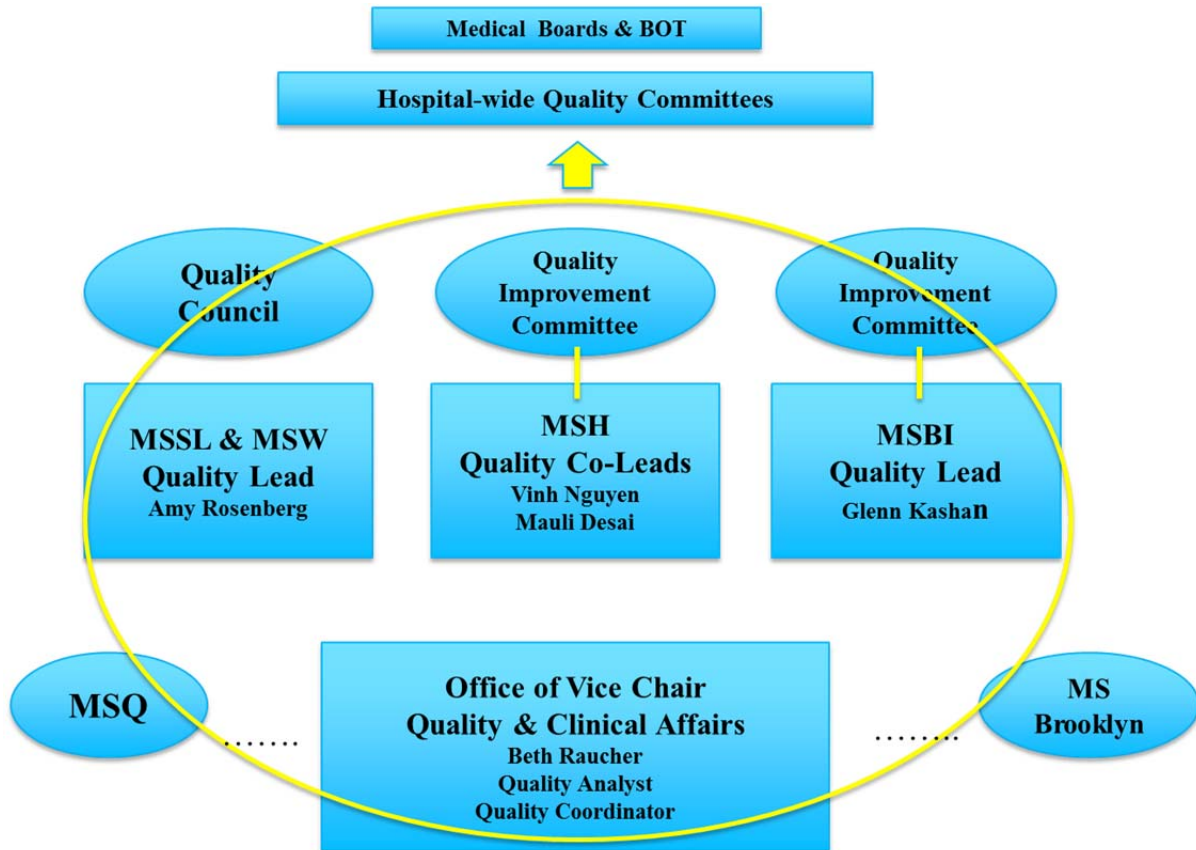 Medical Boards & BOT
Hospital-wide Quality Committees
Quality
Council
Quality
Improvement
Committee
Quality
Improvement
Committee
MSSL & MSW
Quality Lead
Amy Rosenberg
MSH
Quality Co-Leads
Vinh Nguyen
Mauli Desai
MSBI
Quality Lead
Glenn Kashan
MSQ
........
Office of Vice Chair
Quality & Clinical Affairs
Beth Raucher
Quality Analyst
Quality Coordinator
........
MS
Brooklyn